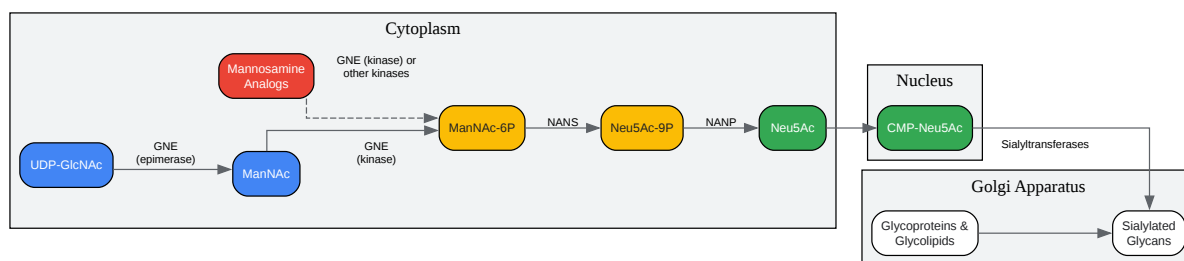 Cytoplasm
Mannosamine
Analogs
GNE (kinase) or
other kinases
UDP-GlcNAc
GNE
(epimerase)
ManNAc
GNE
(kinase)
ManNAc-6P
NANS
Neu5Ac-9P
NANP
Neu5Ac
Nucleus
CMP-Neu5Ac
Sialyltransferases
Golgi Apparatus
Glycoproteins &
Glycolipids
Sialylated
Glycans